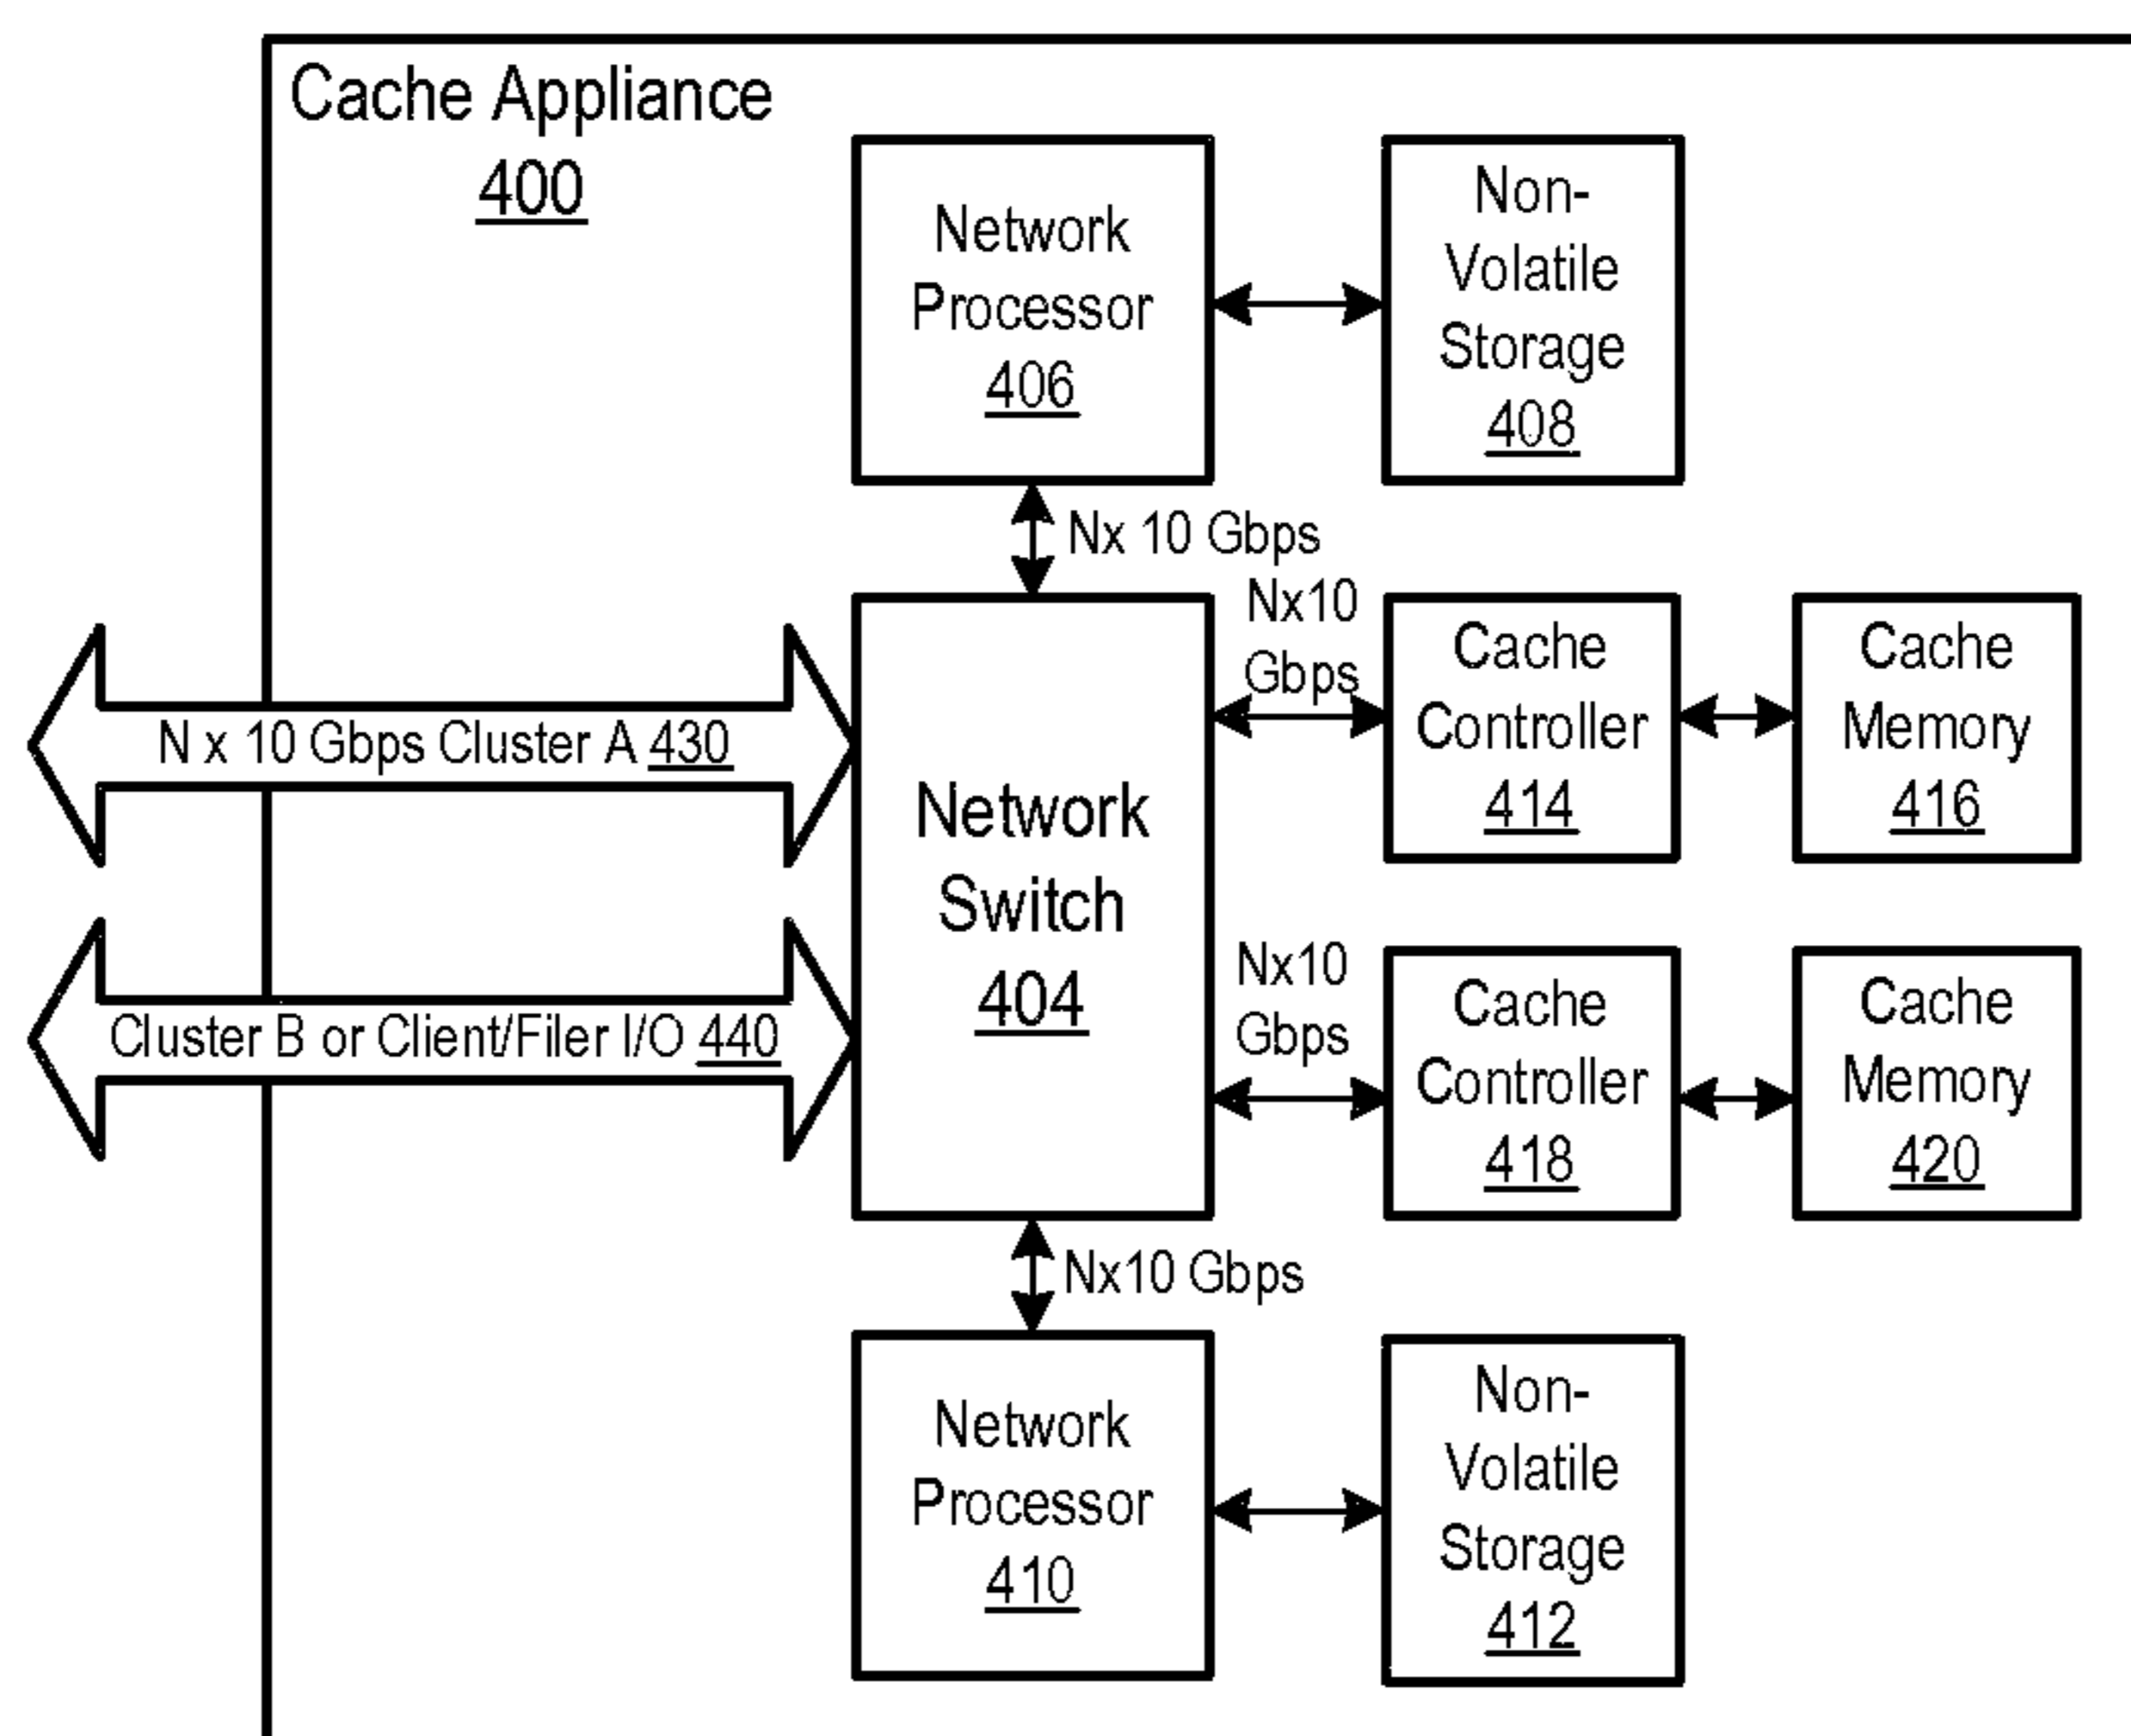 Cache Appliance
400
Network
Processor
406
Non-
Volatile
Storage
408
Nx 10 Gbps
Nx10
Gbps
Cache
Controller
414
Cache
Memory
416
N x 10 Gbps Cluster A 430
Network
Switch
404
Cluster B or Client/Filer I/O 440
Nx10
Gbps
Cache
Controller
418
Cache
Memory
420
Nx10 Gbps
Network
Processor
410
Non-
Volatile
Storage
412